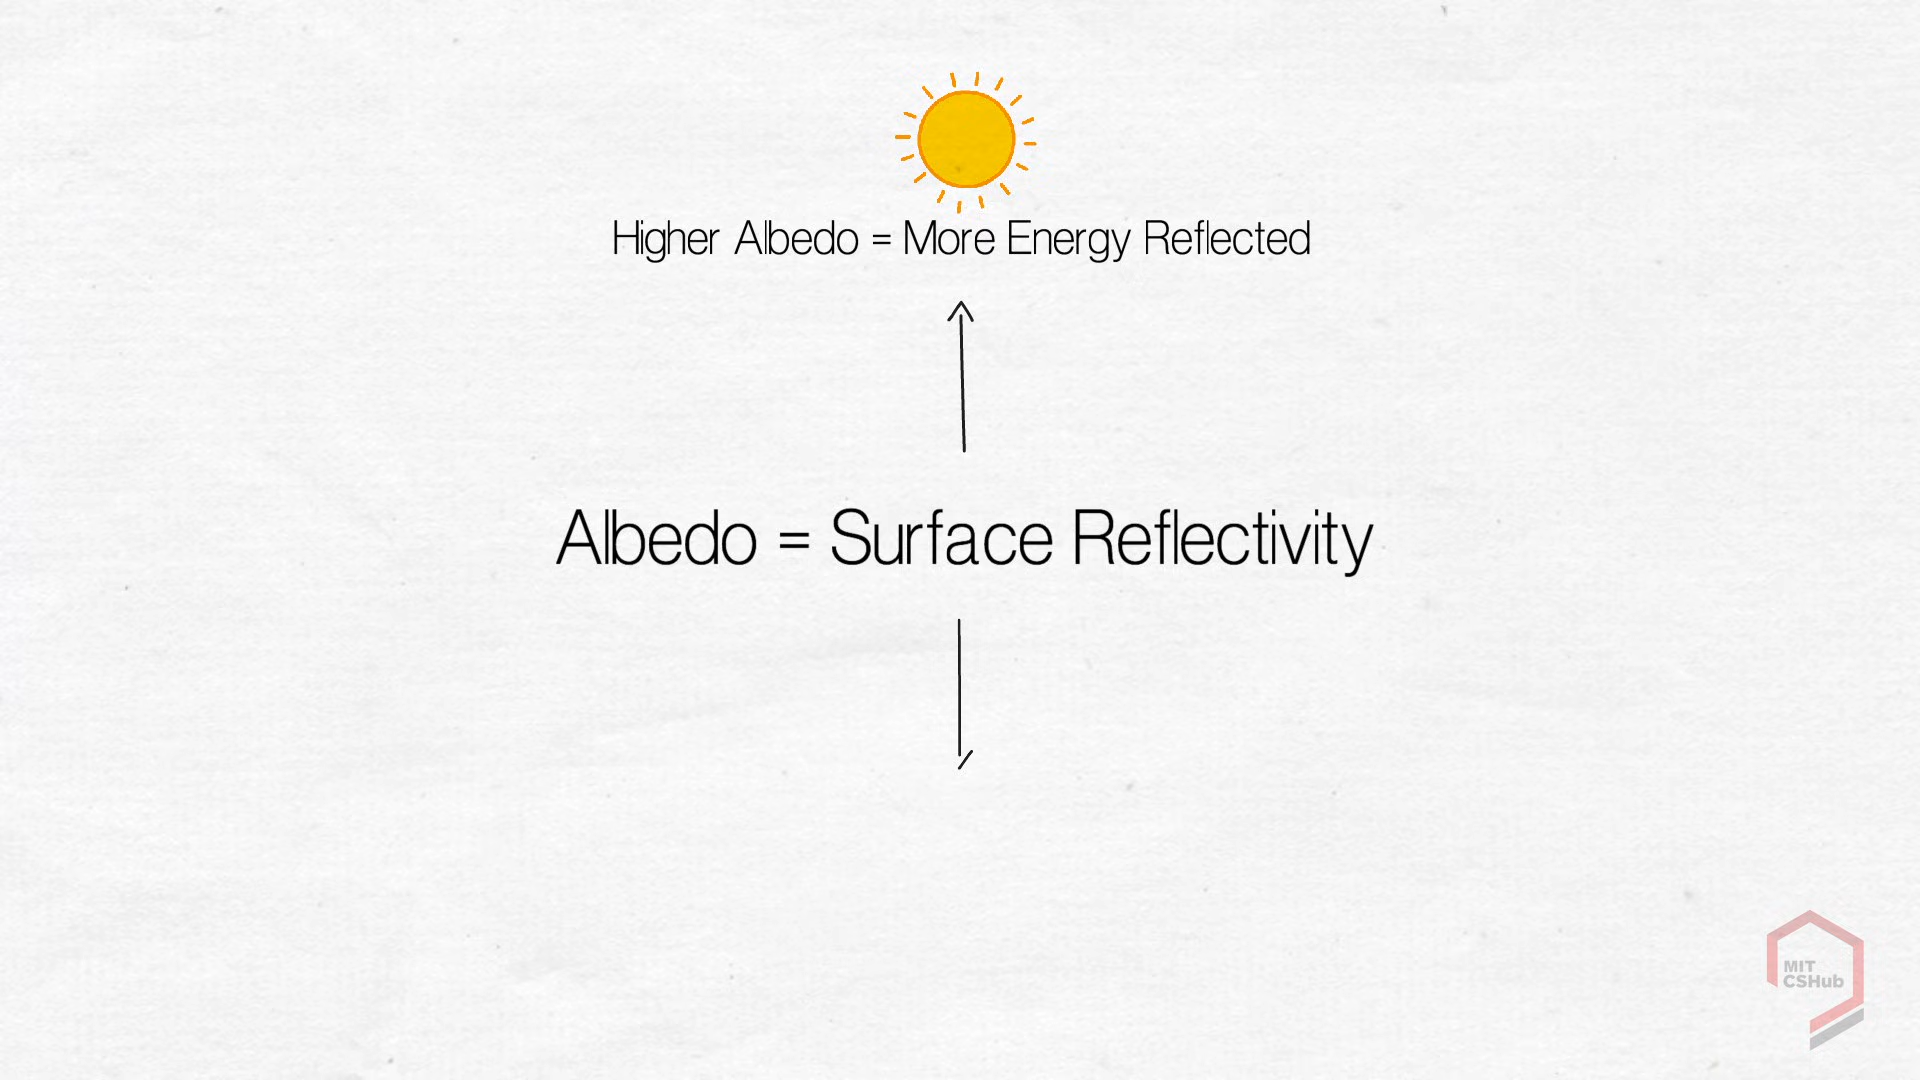 Higher Albedo = More Energy Reflected
Albedo = Surface Reflectivity
MIT
CSHub